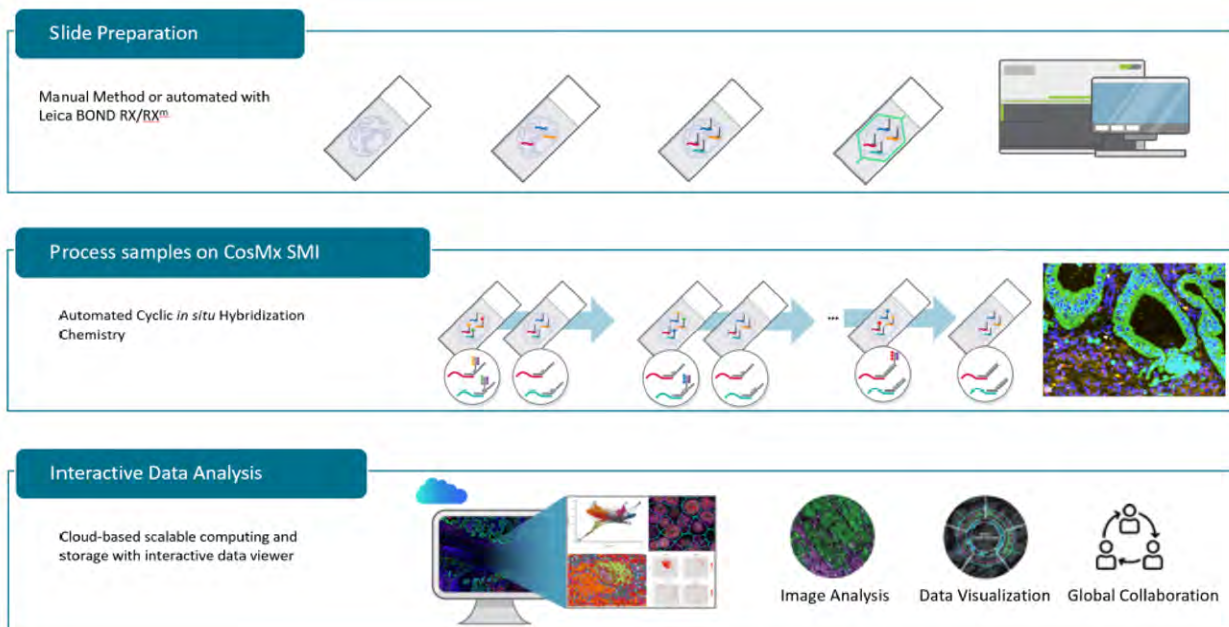 Slide Preparation
Manual Method or automated with
Leica BOND RX/RXᵐ
Process samples on CosMx SMI
Automated Cyclic in situ Hybridization
Chemistry
...
Interactive Data Analysis
Cloud-based scalable computing and
storage with interactive data viewer
Image Analysis
Data Visualization
Global Collaboration